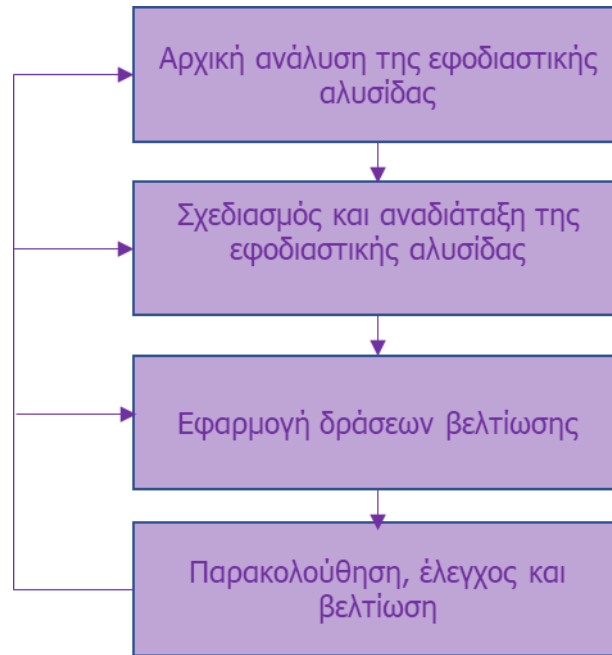 Αρχική ανάλυση της εφοδιαστικής
αλυσίδας
Σχεδιασμός και αναδιάταξη της
εφοδιαστικής αλυσίδας
Εφαρμογή δράσεων βελτίωσης
Παρακολούθηση, έλεγχος και
βελτίωση